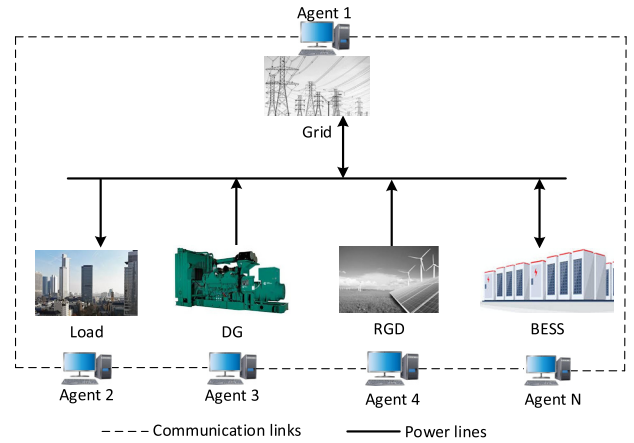 Agent 1
Grid
Load
DG
RGD
BESS
Agent 2
Agent 3
Agent 4
Agent N
Communication links
Power lines